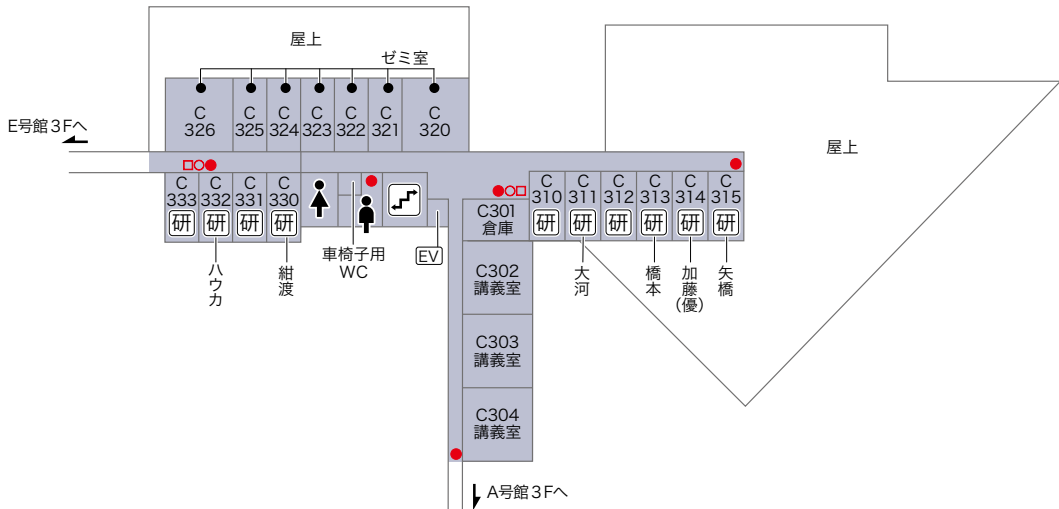 屋上
ゼミ室
C
326
C
325
C
324
C
323
C
322
C
321
C
320
E号館3Fへ
屋上
C
333
研
C
332
研
C
331
研
C
330
研
ハウカ
紺渡
車椅子用
WC
EV
C301
倉庫
C
310
研
C
311
研
C
312
研
C
313
研
C
314
研
C
315
研
大河
橋本
加藤
(優)
矢橋
C302
講義室
C303
講義室
C304
講義室
A号館3Fへ